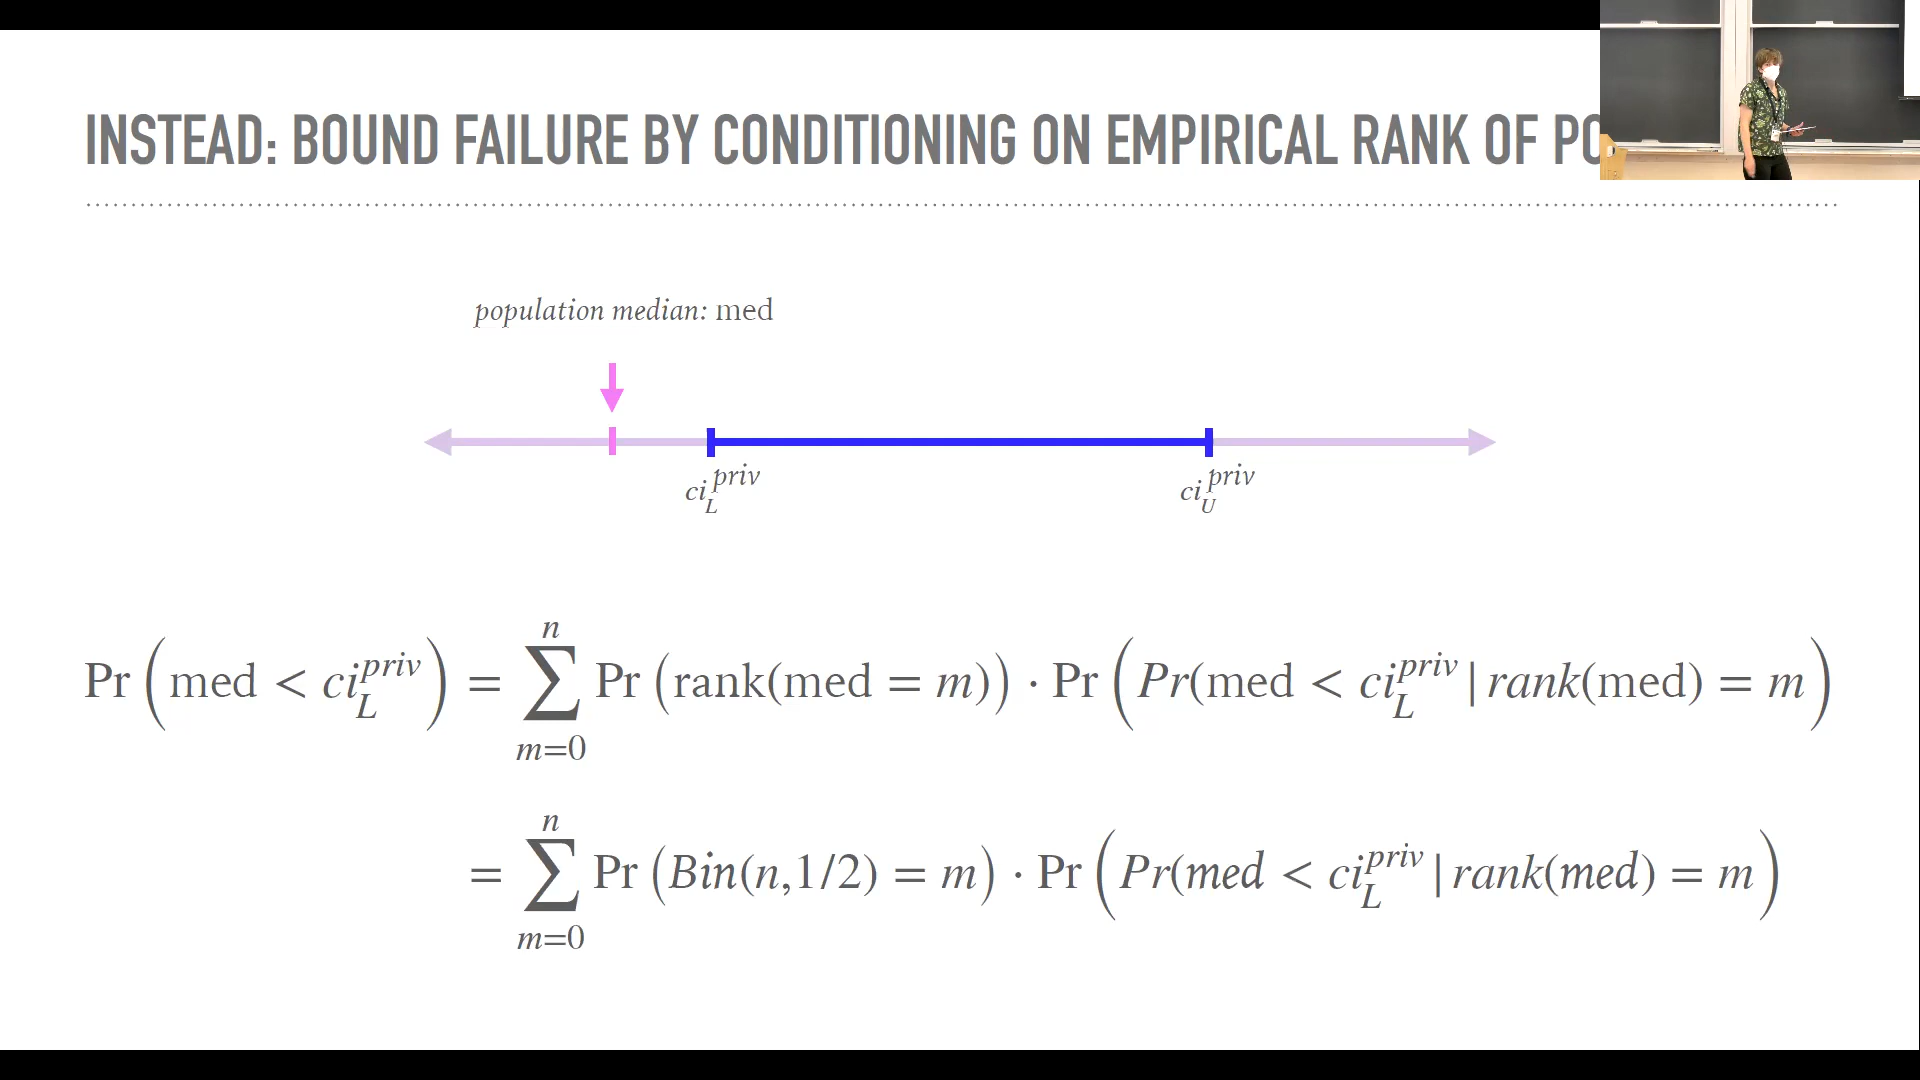 INSTEAD: BOUND FAILURE BY CONDITIONING ON EMPIRICAL RANK OF
population median: med
ci_L^priv ci_U^priv
Pr(med < ci_L^priv) = ∑_{m=0}^{n} Pr(rank(med = m)) · Pr(Pr(med < ci_L^priv | rank(med) = m)
= ∑_{m=0}^{n} Pr(Bin(n,1/2) = m) · Pr(Pr(med < ci_L^priv | rank(med) = m)